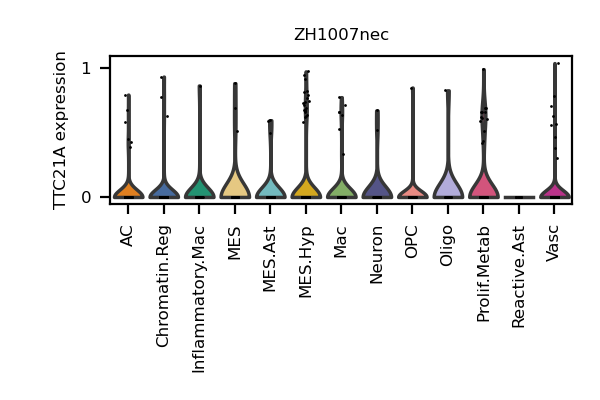 ZH1007nec
TTC21A expression
1
0
AC
Chromatin.Reg
Inflammatory.Mac
MES
MES.Ast
MES.Hyp
Mac
Neuron
OPC
Oligo
Prolif.Metab
Reactive.Ast
Vasc